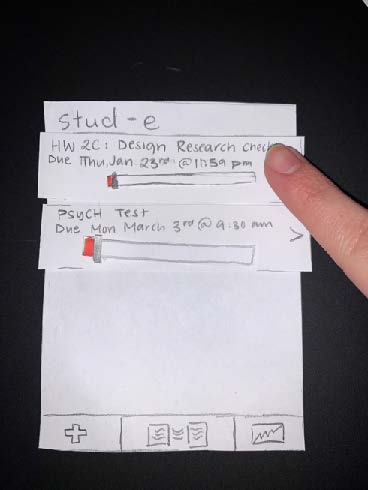 stud-e
HW 2C: Design Research check
Due Thu, Jan 23rd @ 11:59 pm
PSYCH Test
Due Mon March 3rd @ 9:30 am